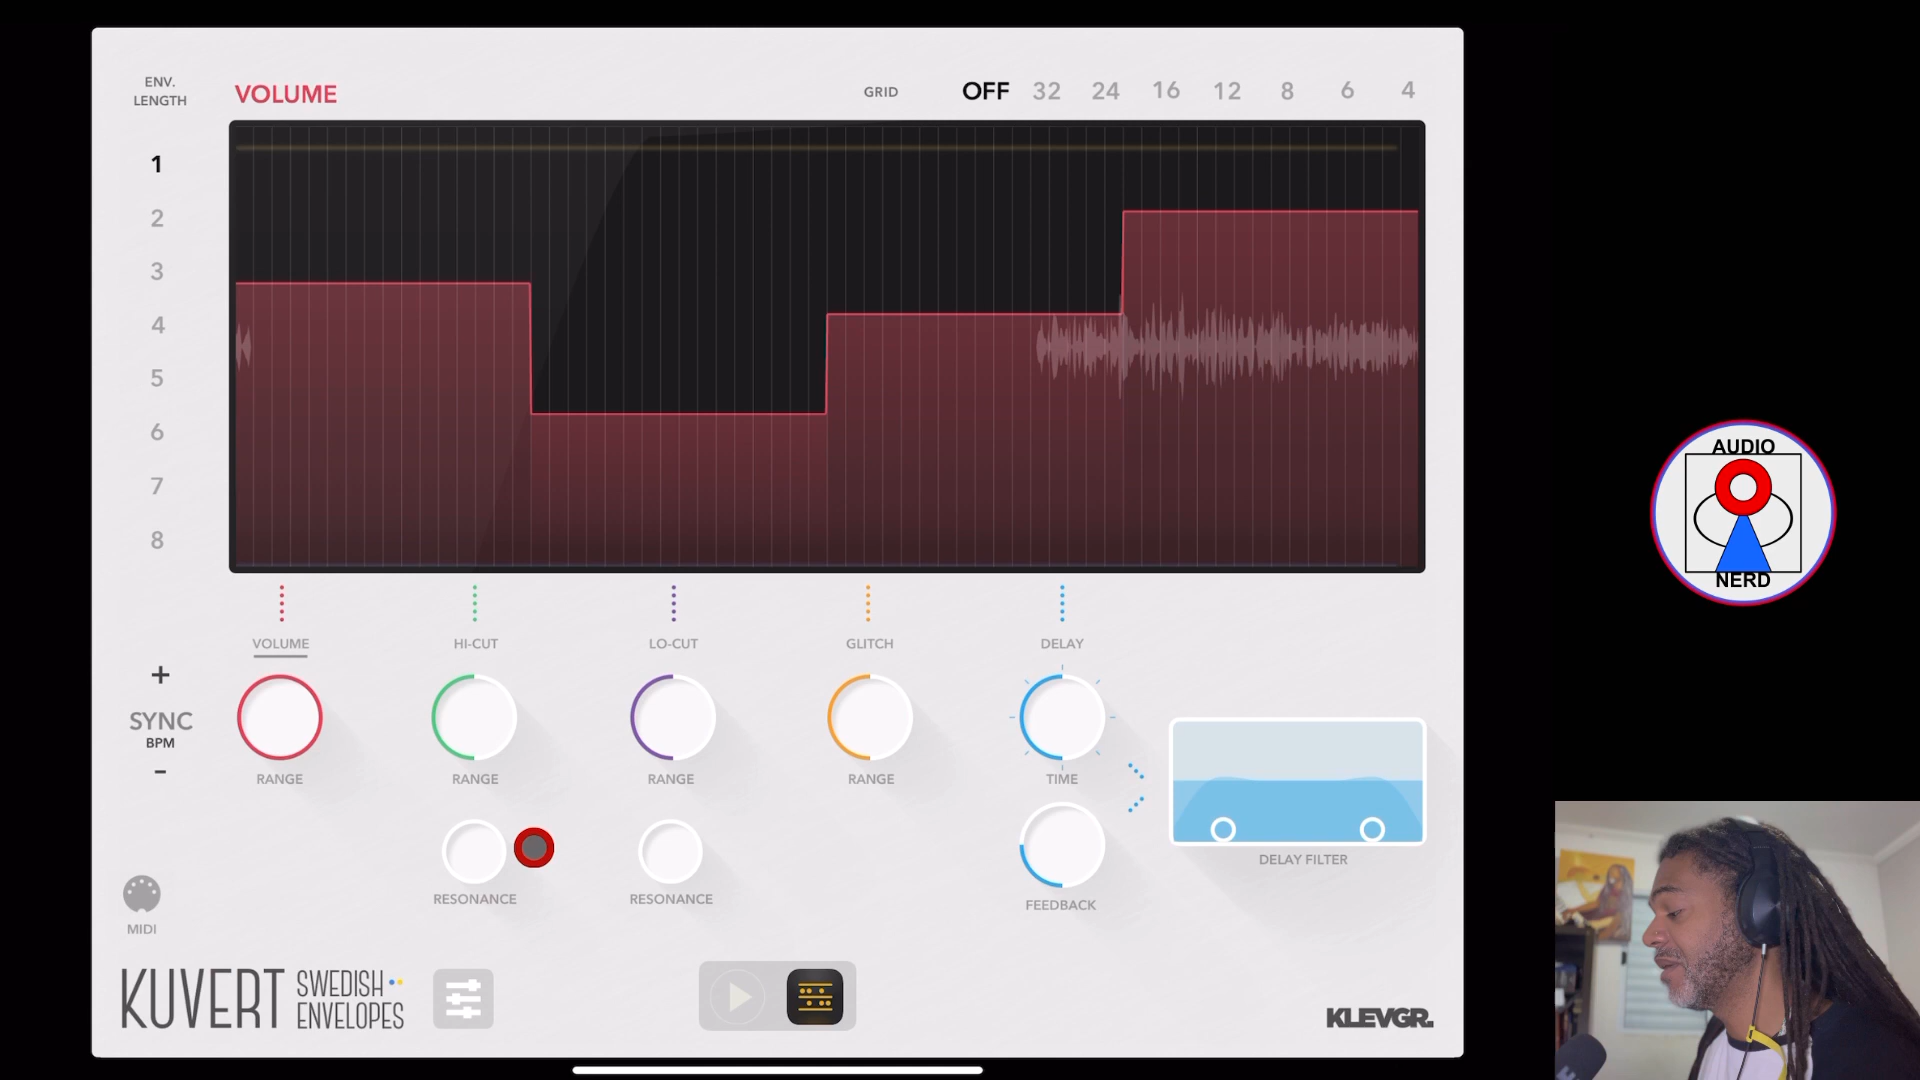 ENV.
LENGTH
VOLUME
GRID
OFF 32 24 16 12 8 6 4
1
2
3
4
5
6
7
8
VOLUME
HI-CUT
LO-CUT
GLITCH
DELAY
+
SYNC
BPM
-
RANGE
RANGE
RANGE
RANGE
TIME
RESONANCE
RESONANCE
FEEDBACK
DELAY FILTER
MIDI
KUVERT
SWEDISH
ENVELOPES
KLEVGR.
AUDIO
NERD